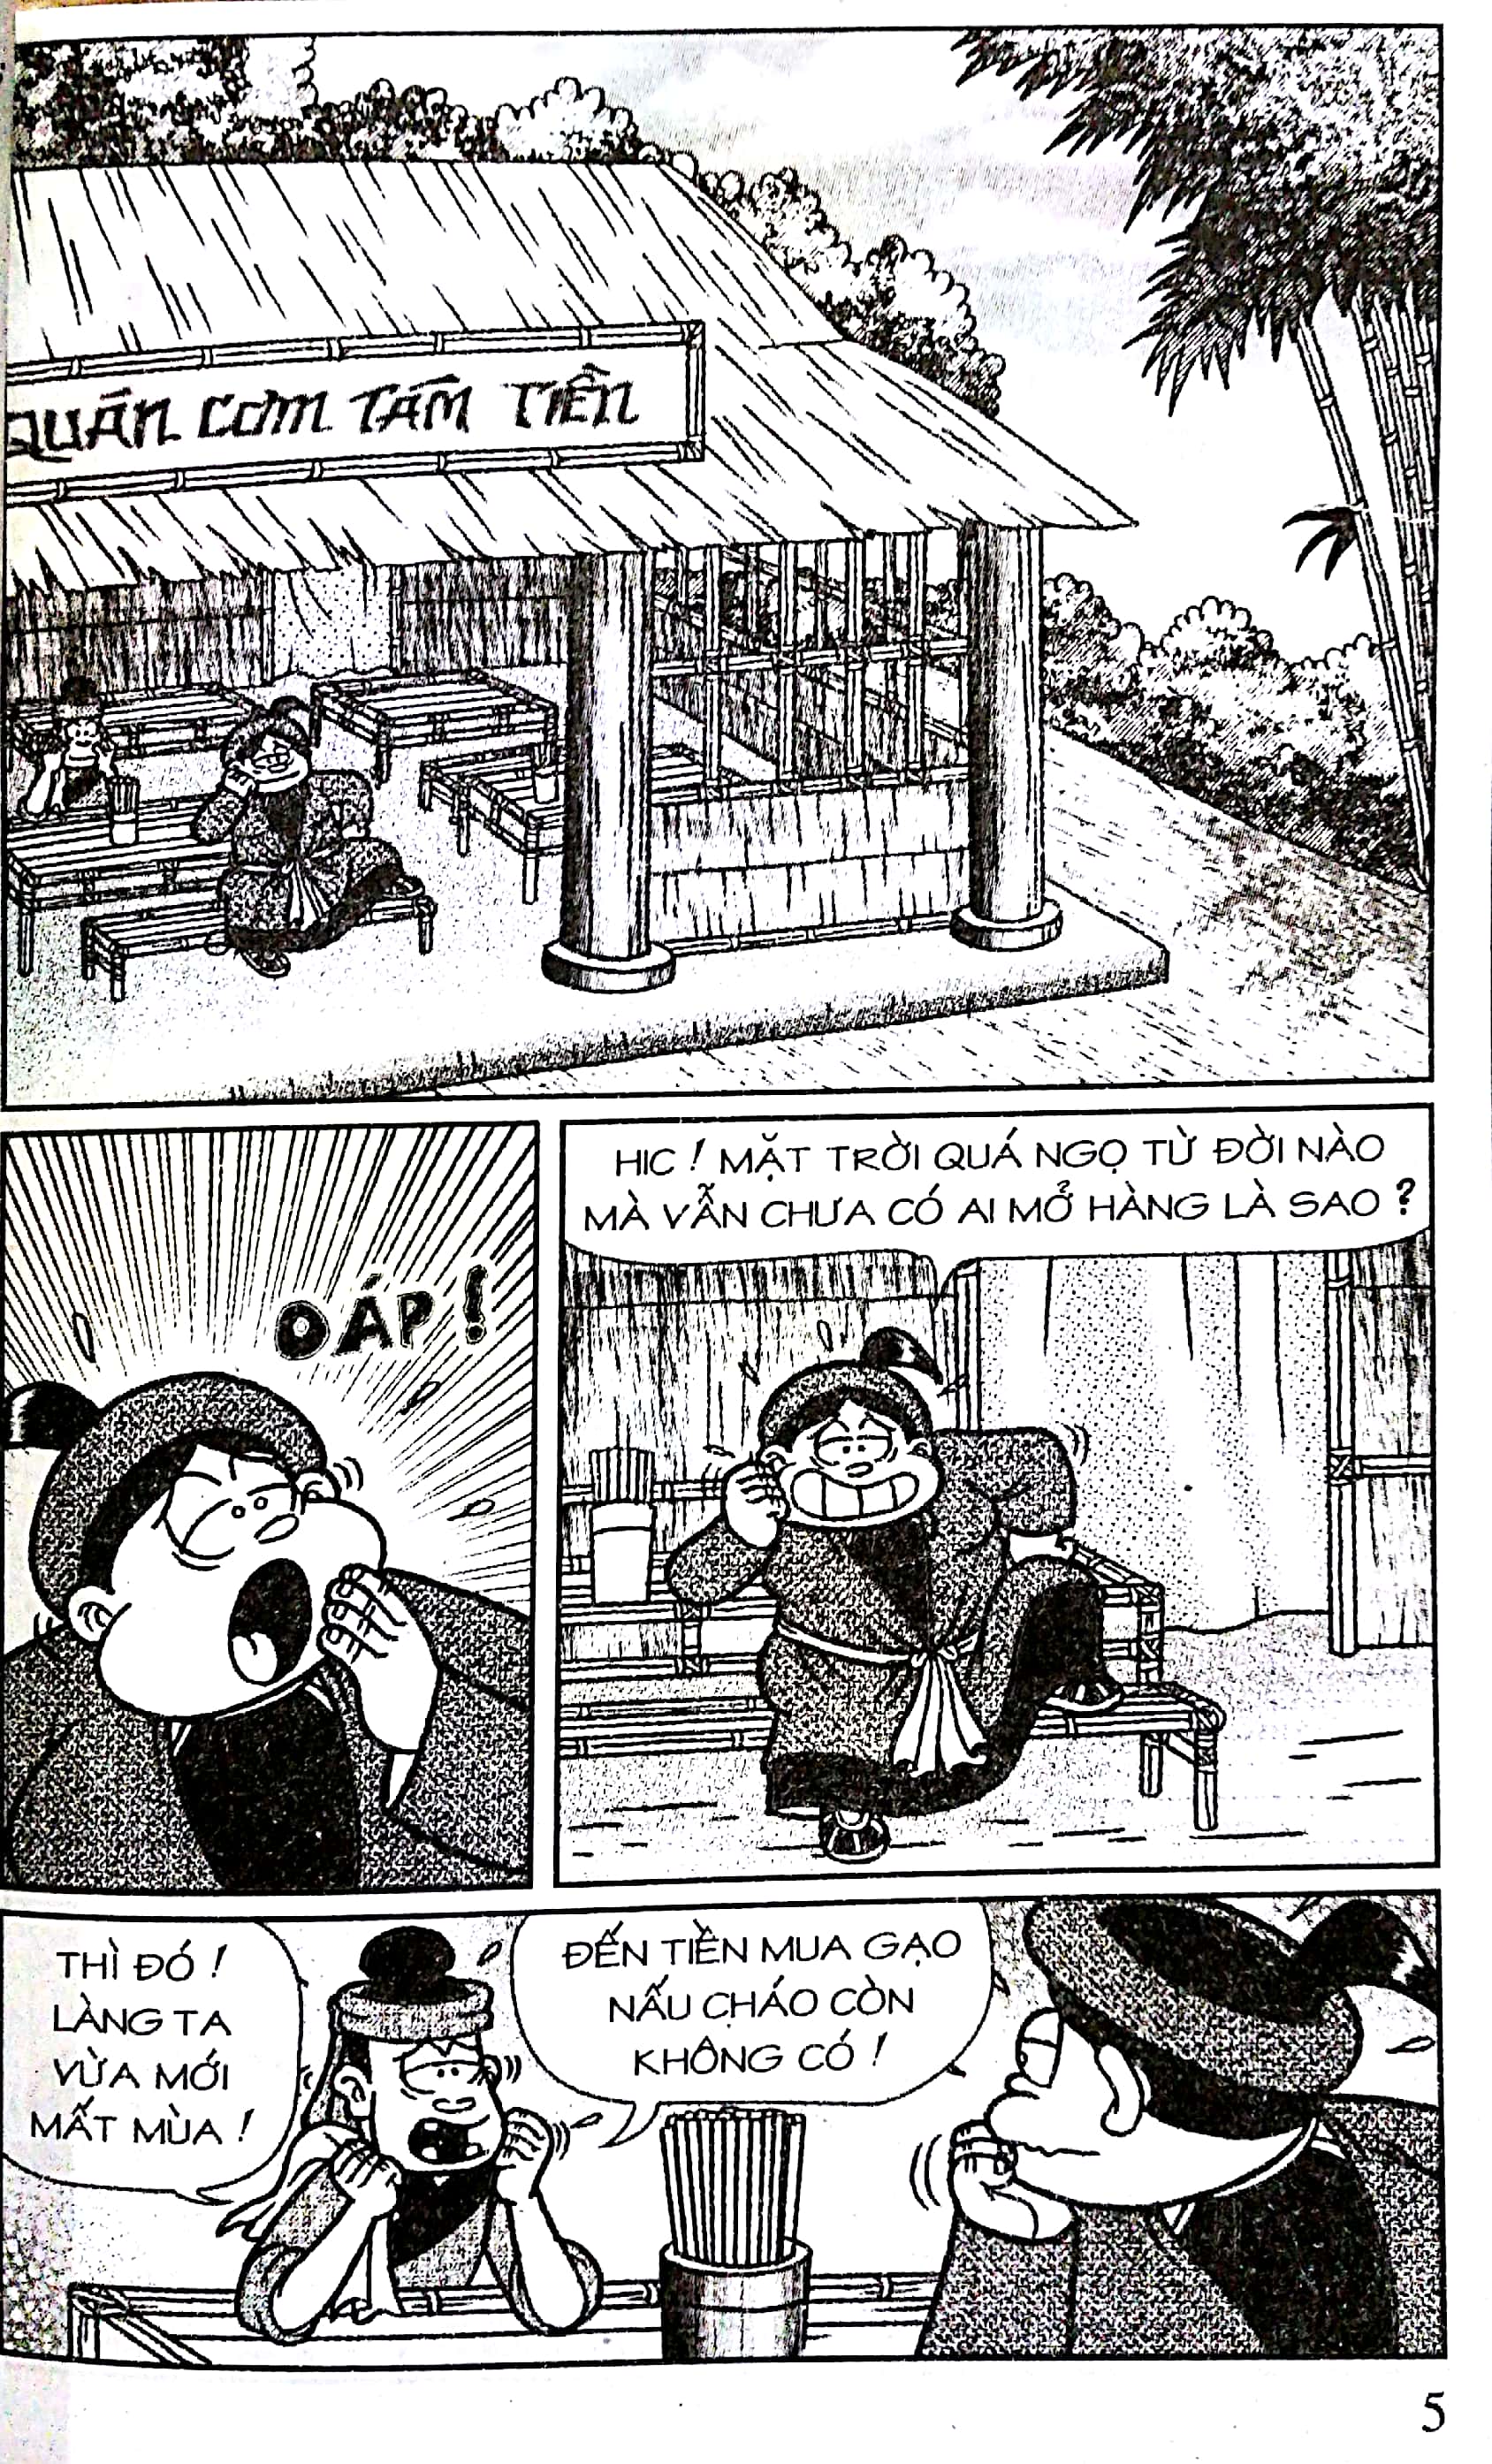 QUÁN CƠM TÁM TIỀN
OÁP!
HIC! MẶT TRỜI QUÁ NGỌ TỪ ĐỜI NÀO
MÀ VẪN CHƯA CÓ AI MỞ HÀNG LÀ SAO?
THÌ ĐÓ!
LÀNG TA
VỪA MỚI
MẤT MÙA!
ĐẾN TIỀN MUA GẠO
NẤU CHÁO CÒN
KHÔNG CÓ!
5